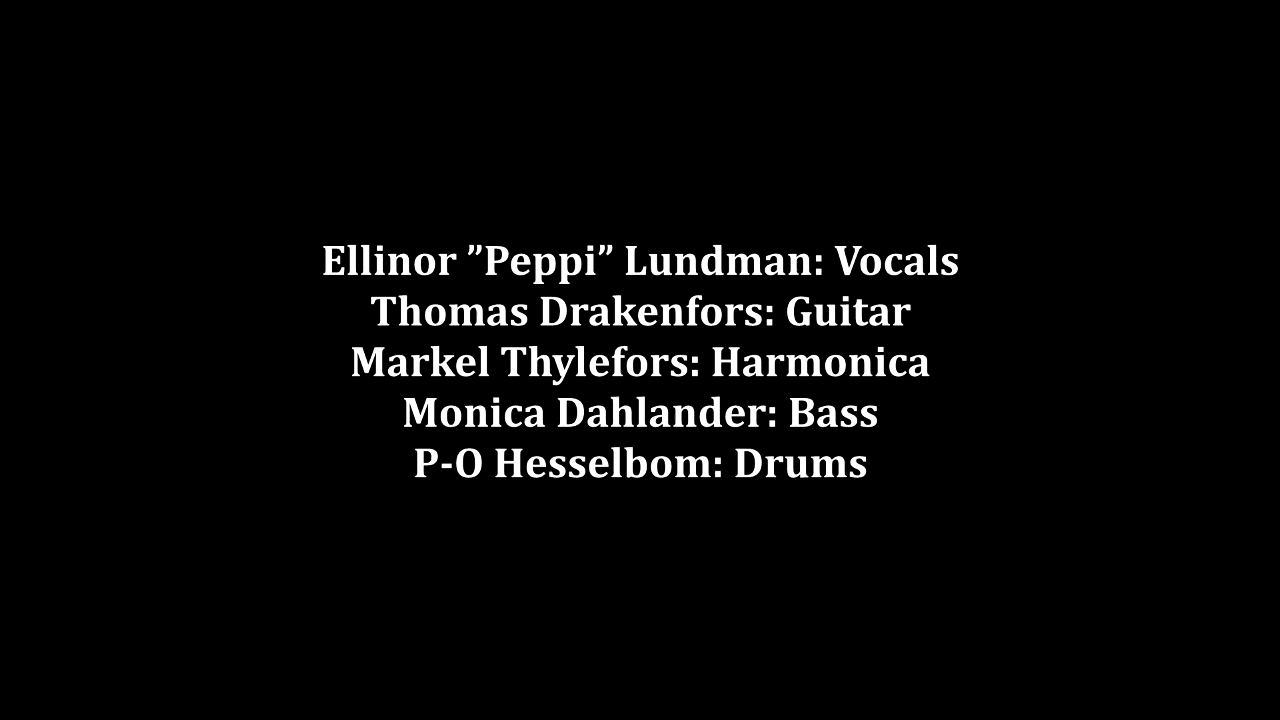 Ellinor ”Peppi” Lundman: Vocals
Thomas Drakenfors: Guitar
Markel Thylefors: Harmonica
Monica Dahlander: Bass
P-O Hesselbom: Drums